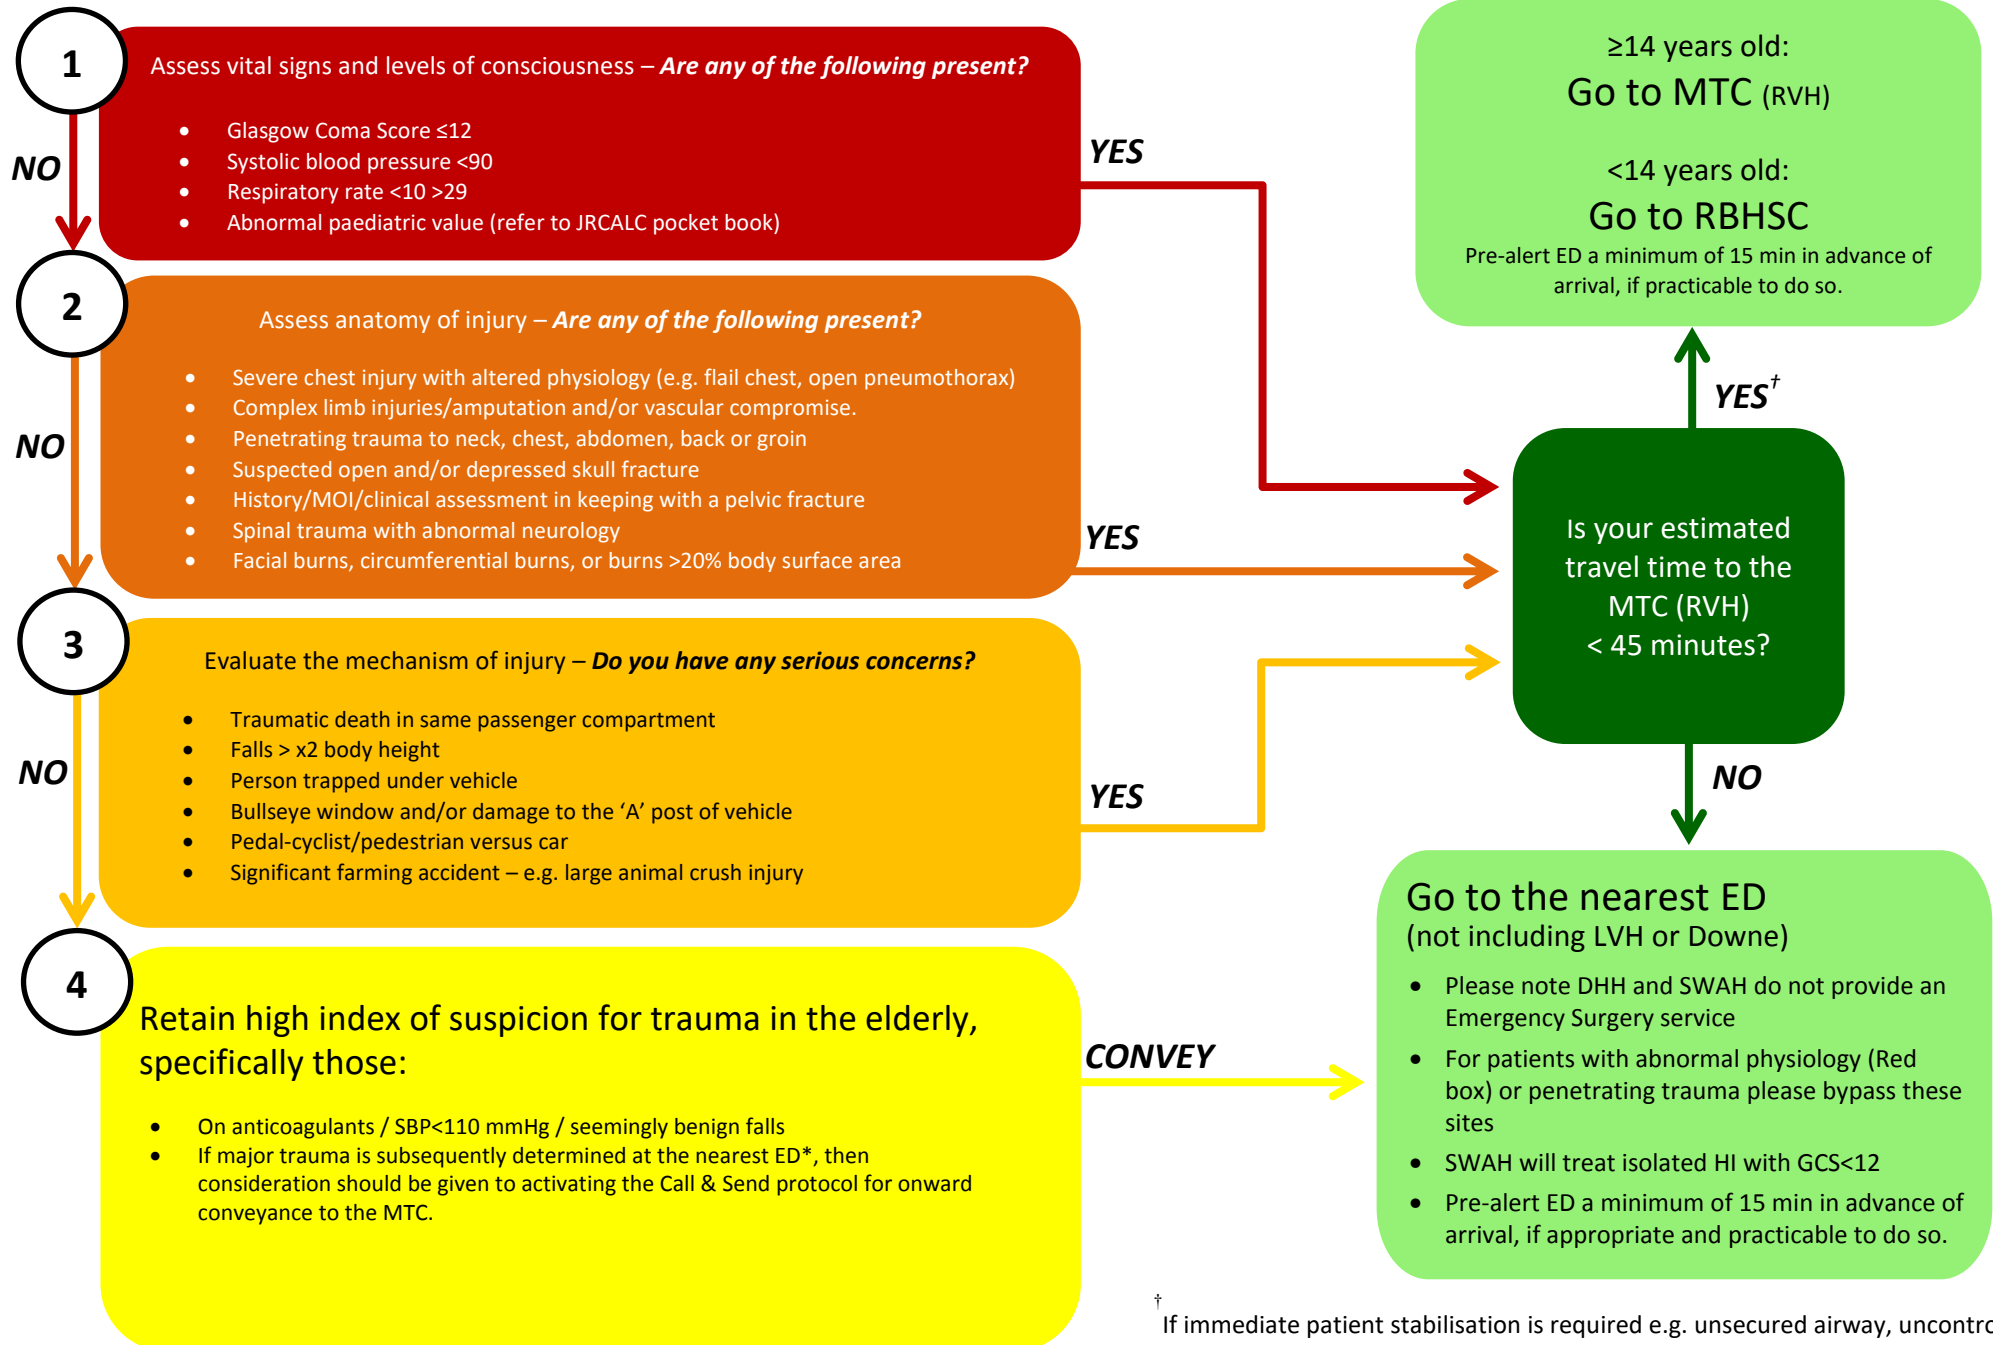 1
Assess vital signs and levels of consciousness – Are any of the following present?
• Glasgow Coma Score ≤12
• Systolic blood pressure <90
• Respiratory rate <10 >29
• Abnormal paediatric value (refer to JRCALC pocket book)
NO
YES
2
Assess anatomy of injury – Are any of the following present?
• Severe chest injury with altered physiology (e.g. flail chest, open pneumothorax)
• Complex limb injuries/amputation and/or vascular compromise.
• Penetrating trauma to neck, chest, abdomen, back or groin
• Suspected open and/or depressed skull fracture
• History/MOI/clinical assessment in keeping with a pelvic fracture
• Spinal trauma with abnormal neurology
• Facial burns, circumferential burns, or burns >20% body surface area
NO
YES
3
Evaluate the mechanism of injury – Do you have any serious concerns?
• Traumatic death in same passenger compartment
• Falls > x2 body height
• Person trapped under vehicle
• Bullseye window and/or damage to the ‘A’ post of vehicle
• Pedal-cyclist/pedestrian versus car
• Significant farming accident – e.g. large animal crush injury
NO
YES
4
Retain high index of suspicion for trauma in the elderly,
specifically those:
• On anticoagulants / SBP<110 mmHg / seemingly benign falls
• If major trauma is subsequently determined at the nearest ED*, then
consideration should be given to activating the Call & Send protocol for onward
conveyance to the MTC.
CONVEY
≥14 years old:
Go to MTC (RVH)
<14 years old:
Go to RBHSC
Pre-alert ED a minimum of 15 min in advance of
arrival, if practicable to do so.
YES†
Is your estimated
travel time to the
MTC (RVH)
< 45 minutes?
NO
Go to the nearest ED
(not including LVH or Downe)
• Please note DHH and SWAH do not provide an
Emergency Surgery service
• For patients with abnormal physiology (Red
box) or penetrating trauma please bypass these
sites
• SWAH will treat isolated HI with GCS<12
• Pre-alert ED a minimum of 15 min in advance of
arrival, if appropriate and practicable to do so.
† If immediate patient stabilisation is required e.g. unsecured airway,